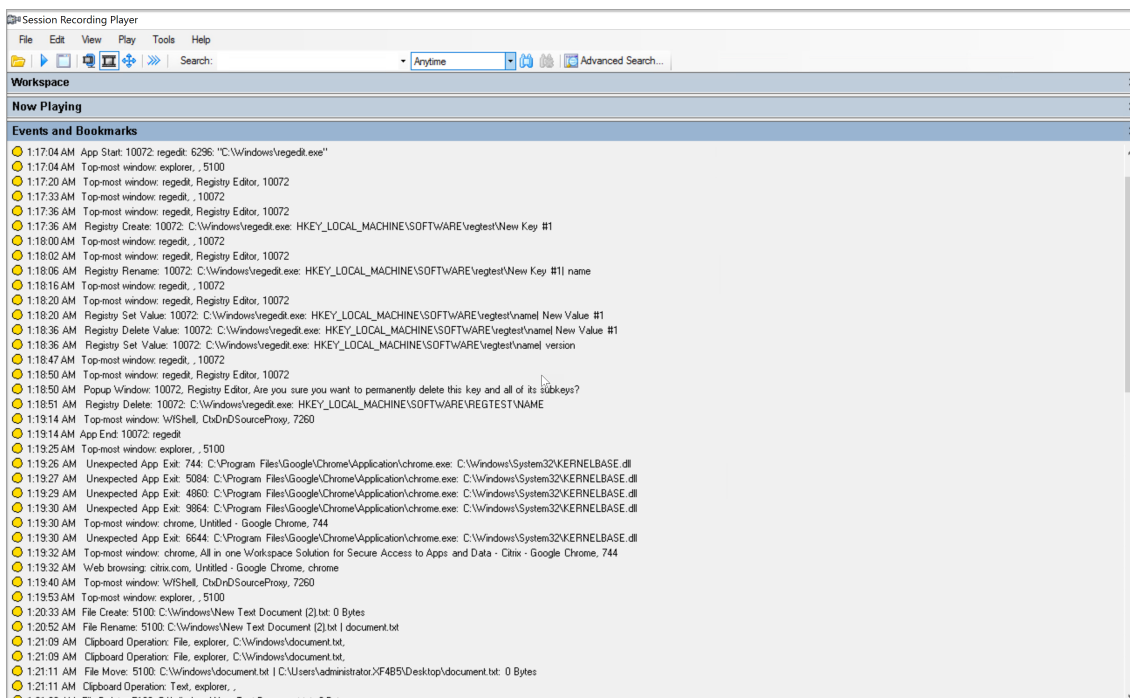 Session Recording Player
File Edit View Play Tools Help
Search: Anytime Advanced Search...
Workspace
Now Playing
Events and Bookmarks
1:17:04 AM App Start: 10072: regedit: 6296: "C:\Windows\regedit.exe"
1:17:04 AM Top-most window: explorer, , 5100
1:17:20 AM Top-most window: regedit, Registry Editor, 10072
1:17:33 AM Top-most window: regedit, , 10072
1:17:36 AM Top-most window: regedit, Registry Editor, 10072
1:17:36 AM Registry Create: 10072: C:\Windows\regedit.exe: HKEY_LOCAL_MACHINE\SOFTWARE\regtest\New Key #1
1:18:00 AM Top-most window: regedit, , 10072
1:18:02 AM Top-most window: regedit, Registry Editor, 10072
1:18:06 AM Registry Rename: 10072: C:\Windows\regedit.exe: HKEY_LOCAL_MACHINE\SOFTWARE\regtest\New Key #1| name
1:18:16 AM Top-most window: regedit, , 10072
1:18:20 AM Top-most window: regedit, Registry Editor, 10072
1:18:20 AM Registry Set Value: 10072: C:\Windows\regedit.exe: HKEY_LOCAL_MACHINE\SOFTWARE\regtest\name| New Value #1
1:18:36 AM Registry Delete Value: 10072: C:\Windows\regedit.exe: HKEY_LOCAL_MACHINE\SOFTWARE\regtest\name| New Value #1
1:18:36 AM Registry Set Value: 10072: C:\Windows\regedit.exe: HKEY_LOCAL_MACHINE\SOFTWARE\regtest\name| version
1:18:47 AM Top-most window: regedit, , 10072
1:18:50 AM Top-most window: regedit, Registry Editor, 10072
1:18:50 AM Popup Window: 10072, Registry Editor, Are you sure you want to permanently delete this key and all of its subkeys?
1:18:51 AM Registry Delete: 10072: C:\Windows\regedit.exe: HKEY_LOCAL_MACHINE\SOFTWARE\REGTEST\NAME
1:19:14 AM Top-most window: WfShell, CtxDnDSourceProxy, 7260
1:19:14 AM App End: 10072: regedit
1:19:25 AM Top-most window: explorer, , 5100
1:19:26 AM Unexpected App Exit: 744: C:\Program Files\Google\Chrome\Application\chrome.exe: C:\Windows\System32\KERNELBASE.dll
1:19:27 AM Unexpected App Exit: 5084: C:\Program Files\Google\Chrome\Application\chrome.exe: C:\Windows\System32\KERNELBASE.dll
1:19:29 AM Unexpected App Exit: 4860: C:\Program Files\Google\Chrome\Application\chrome.exe: C:\Windows\System32\KERNELBASE.dll
1:19:30 AM Unexpected App Exit: 9864: C:\Program Files\Google\Chrome\Application\chrome.exe: C:\Windows\System32\KERNELBASE.dll
1:19:30 AM Top-most window: chrome, Untitled - Google Chrome, 744
1:19:30 AM Unexpected App Exit: 6644: C:\Program Files\Google\Chrome\Application\chrome.exe: C:\Windows\System32\KERNELBASE.dll
1:19:32 AM Top-most window: chrome, All in one Workspace Solution for Secure Access to Apps and Data - Citrix - Google Chrome, 744
1:19:32 AM Web browsing: citrix.com, Untitled - Google Chrome, chrome
1:19:40 AM Top-most window: WfShell, CtxDnDSourceProxy, 7260
1:19:53 AM Top-most window: explorer, , 5100
1:20:33 AM File Create: 5100: C:\Windows\New Text Document (2).txt: 0 Bytes
1:20:52 AM File Rename: 5100: C:\Windows\New Text Document (2).txt | document.txt
1:21:09 AM Clipboard Operation: File, explorer, C:\Windows\document.txt,
1:21:09 AM Clipboard Operation: File, explorer, C:\Windows\document.txt,
1:21:11 AM File Move: 5100: C:\Windows\document.txt | C:\Users\administrator.XF4B5\Desktop\document.txt: 0 Bytes
1:21:11 AM Clipboard Operation: Text, explorer, ,